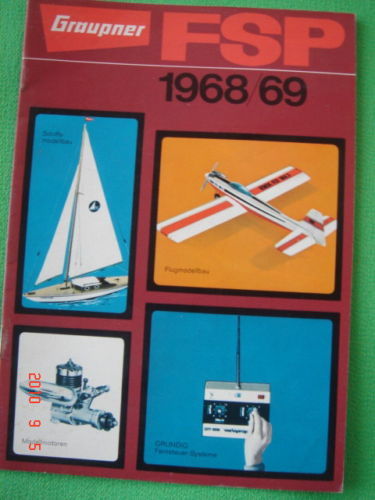 Graupner
FSP
1968/69
Schiffs
modellbau
Flugmodellbau
Modellmotoren
GRUNDIG
Fernsteuer-Systeme
2010 9 5